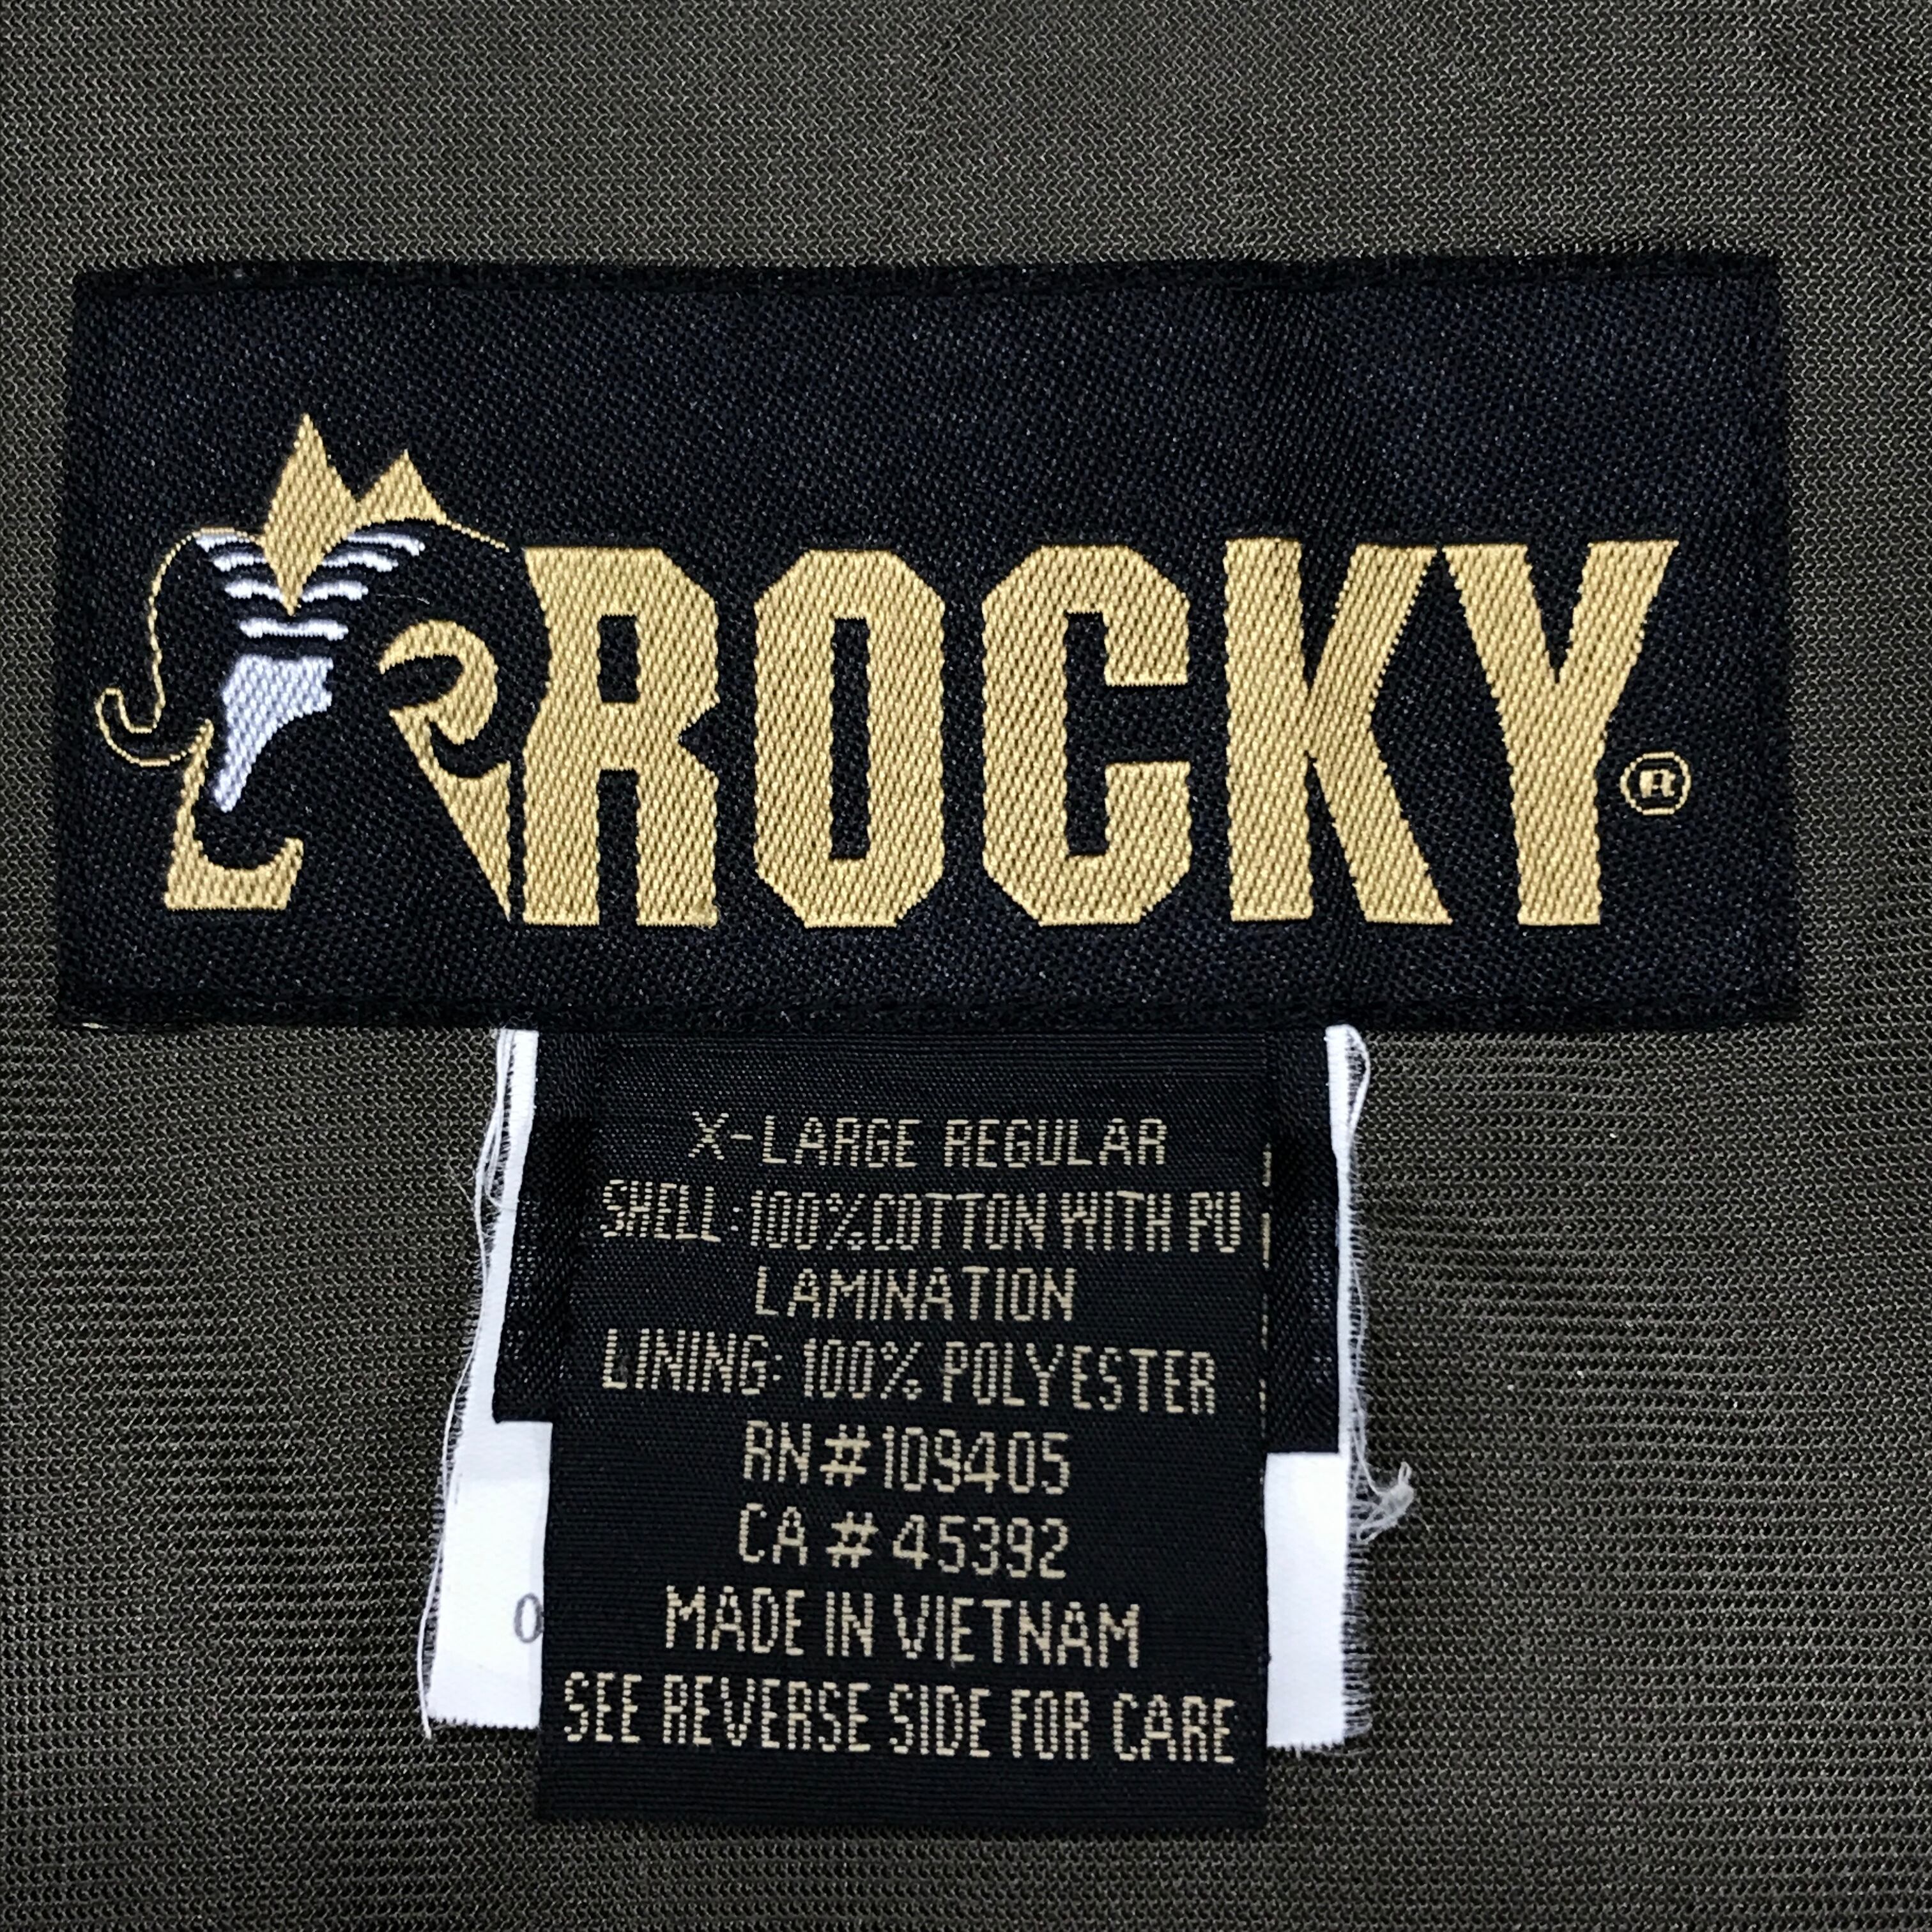 ROCKY®
X-LARGE REGULAR
SHELL:100%COTTON WITH PU
LAMINATION
LINING: 100% POLYESTER
RN#109405
CA#45392
MADE IN VIETNAM
SEE REVERSE SIDE FOR CARE
0